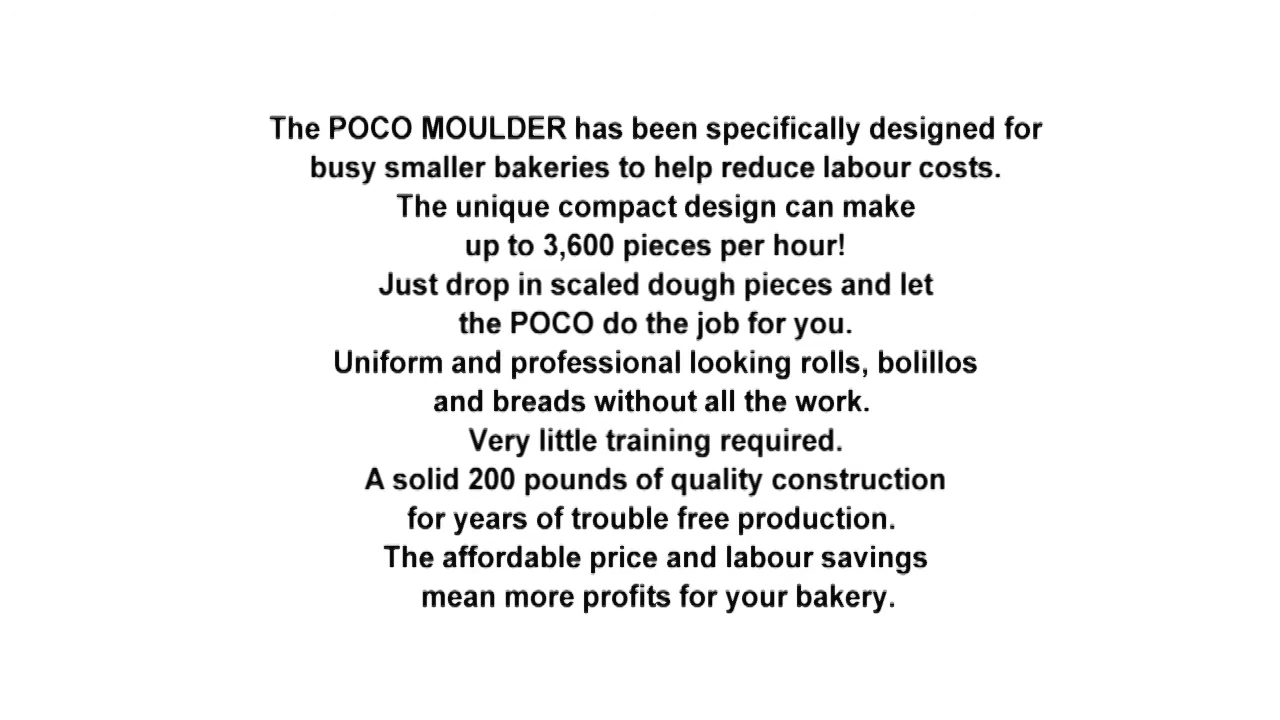 The POCO MOULDER has been specifically designed for
busy smaller bakeries to help reduce labour costs.
The unique compact design can make
up to 3,600 pieces per hour!
Just drop in scaled dough pieces and let
the POCO do the job for you.
Uniform and professional looking rolls, bolillos
and breads without all the work.
Very little training required.
A solid 200 pounds of quality construction
for years of trouble free production.
The affordable price and labour savings
mean more profits for your bakery.